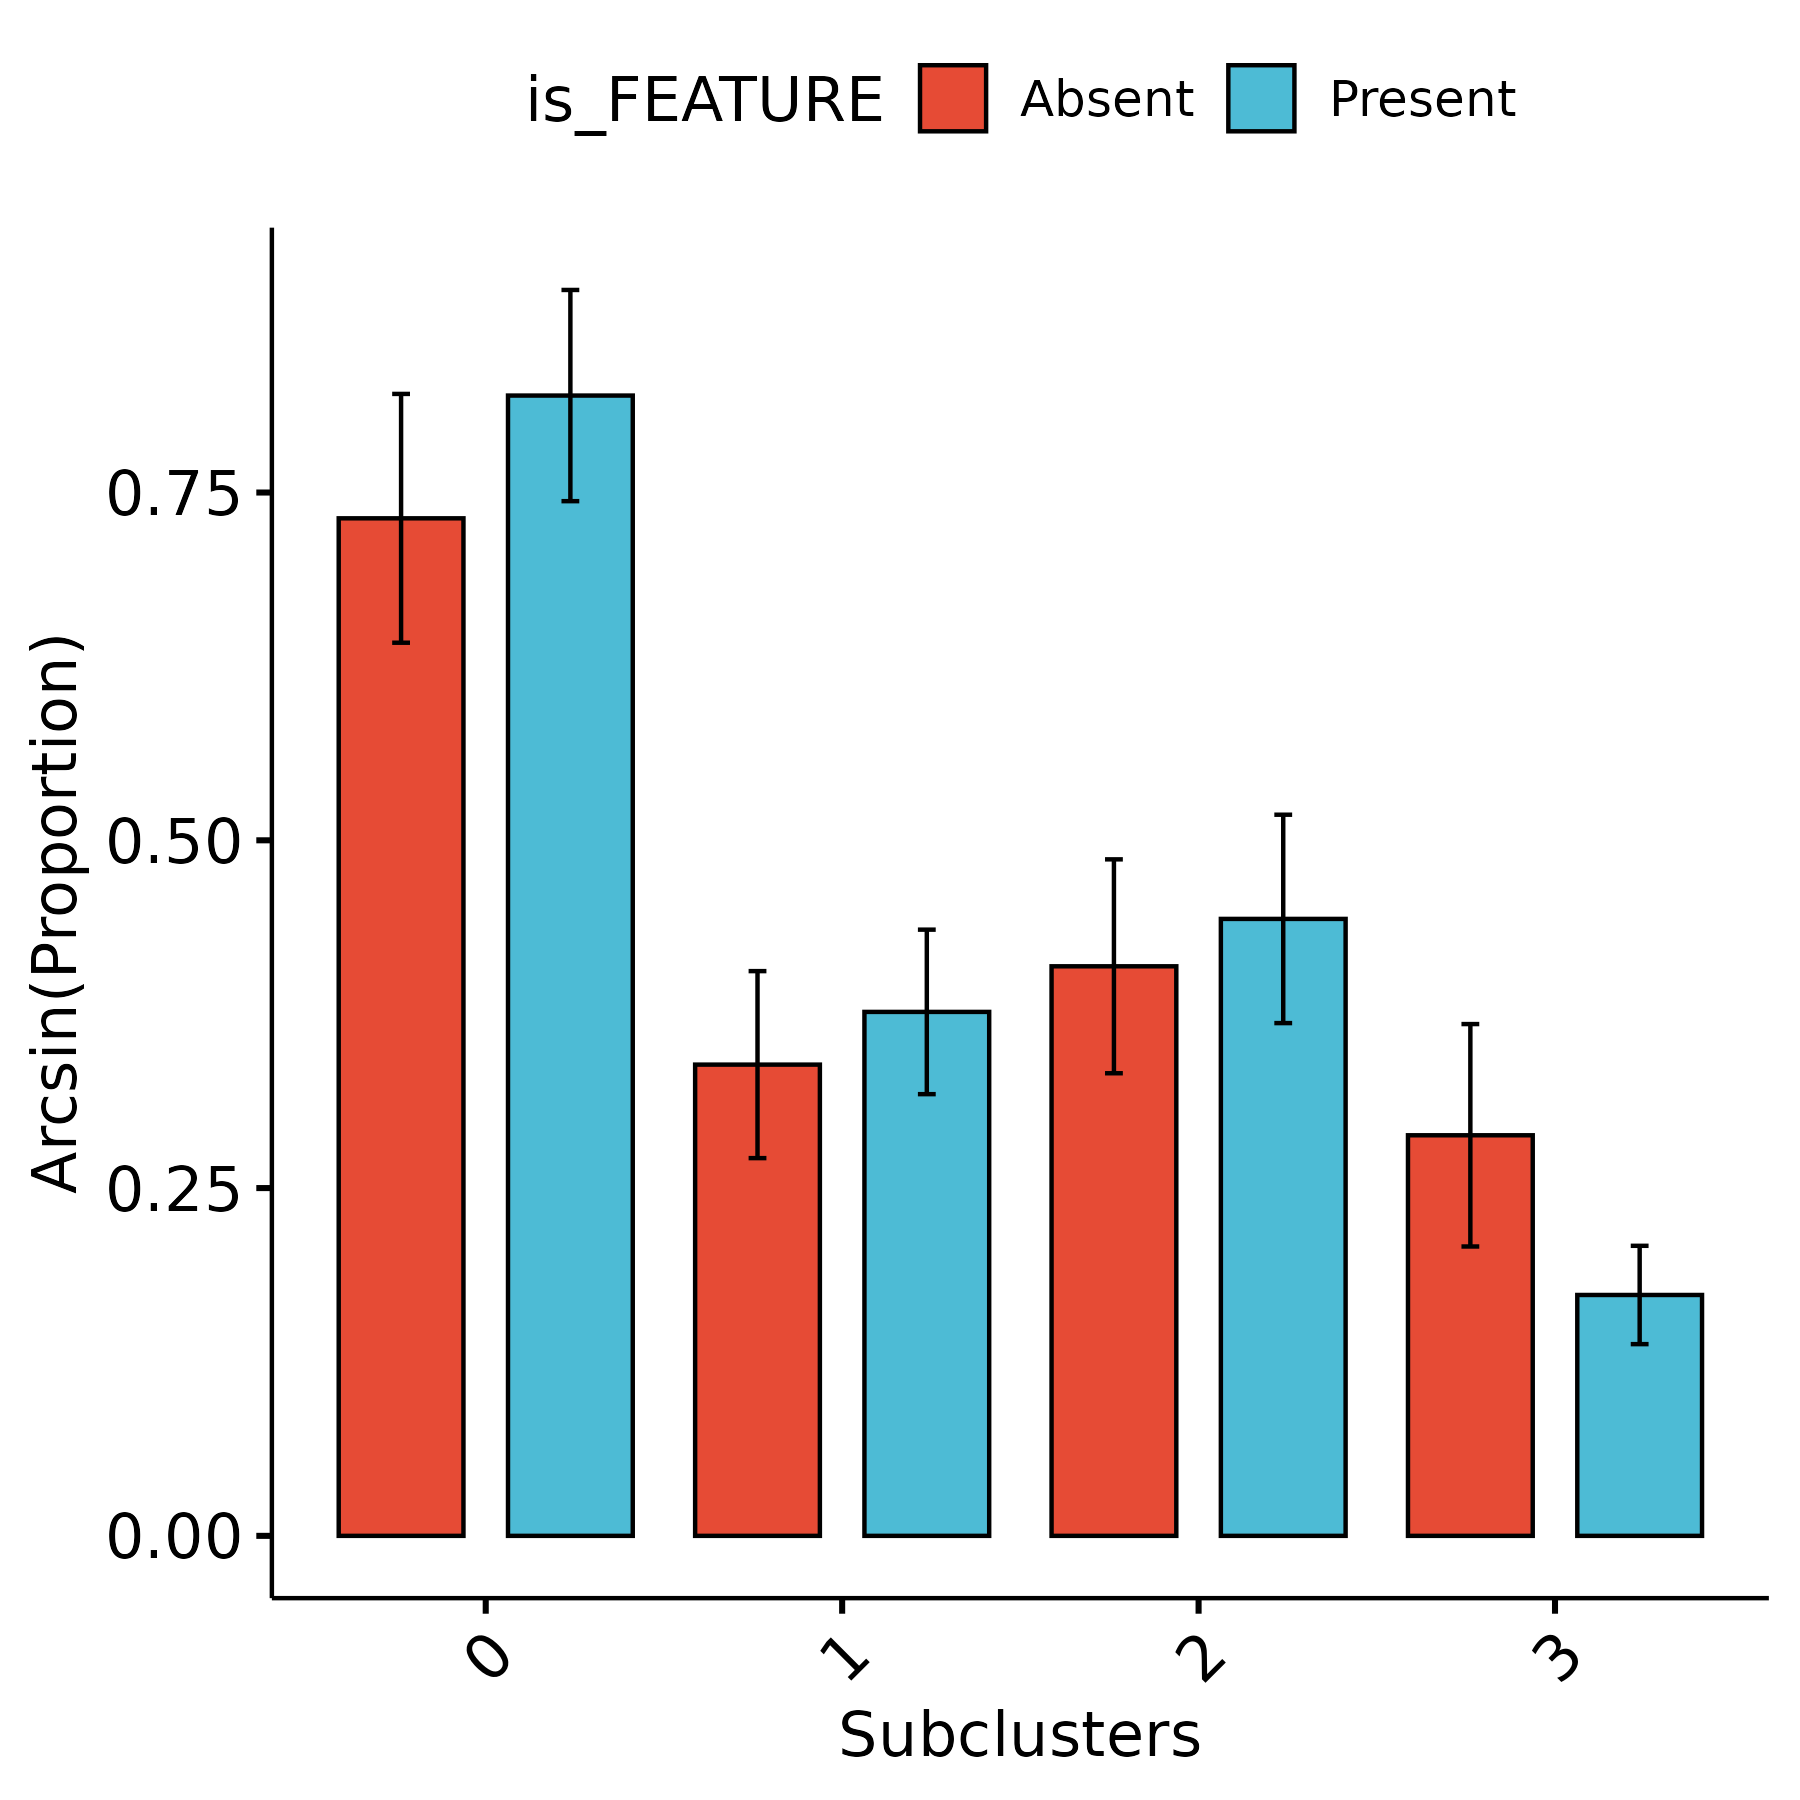 is_FEATURE Absent Present
Arcsin(Proportion)
0.75
0.50
0.25
0.00
0 1 2 3
Subclusters